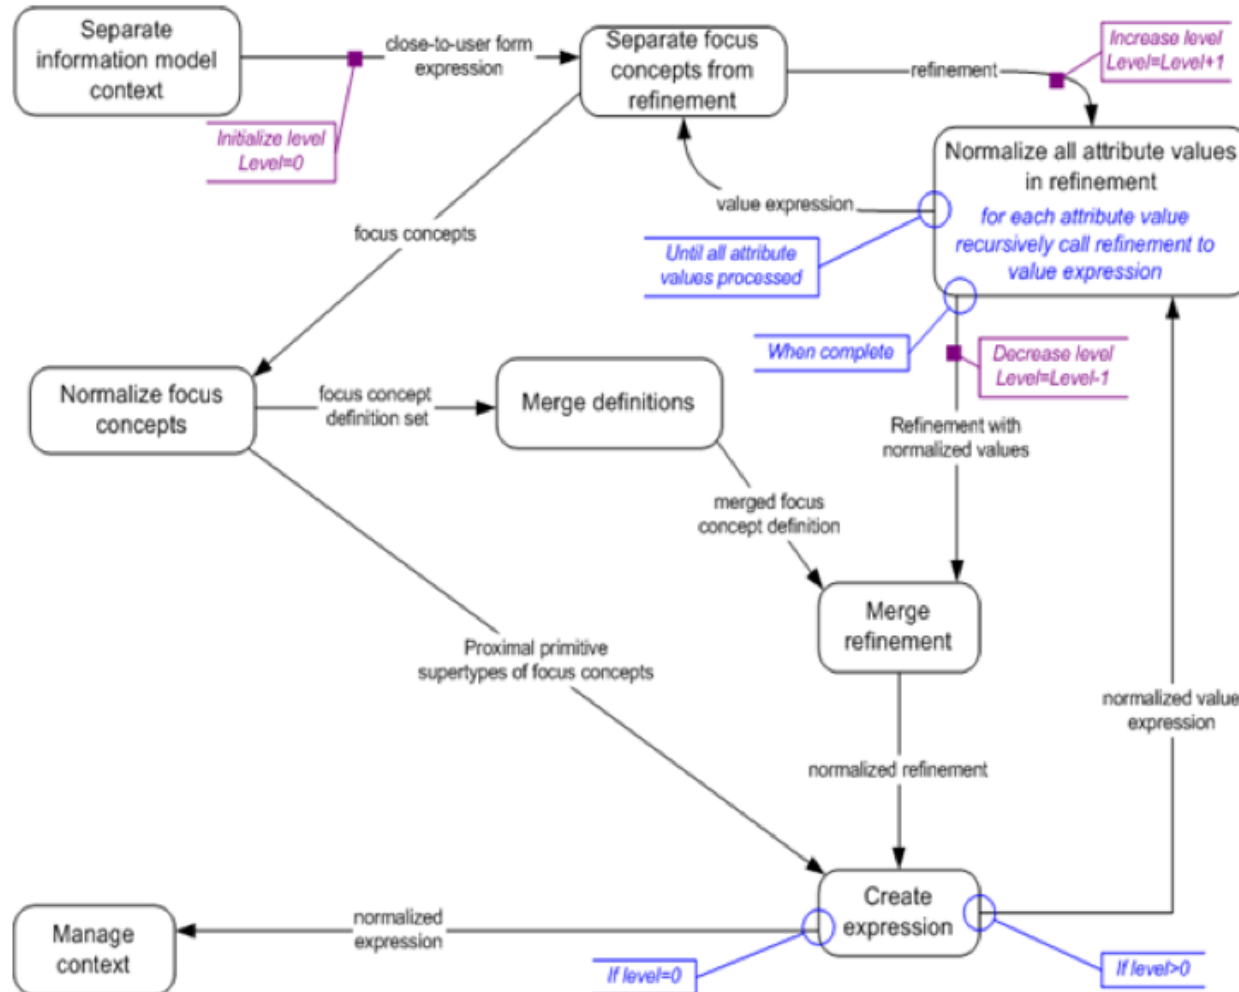 Separate
information model
context
close-to-user form
expression
Separate focus
concepts from
refinement
refinement
Increase level
Level=Level+1
Initialize level
Level=0
Normalize all attribute values
in refinement
for each attribute value
recursively call refinement to
value expression
value expression
focus concepts
Until all attribute
values processed
When complete
Decrease level
Level=Level-1
Normalize focus
concepts
focus concept
definition set
Merge definitions
Refinement with
normalized values
merged focus
concept definition
Merge
refinement
Proximal primitive
supertypes of focus concepts
normalized value
expression
normalized refinement
Create
expression
normalized
expression
Manage
context
If level=0
If level>0